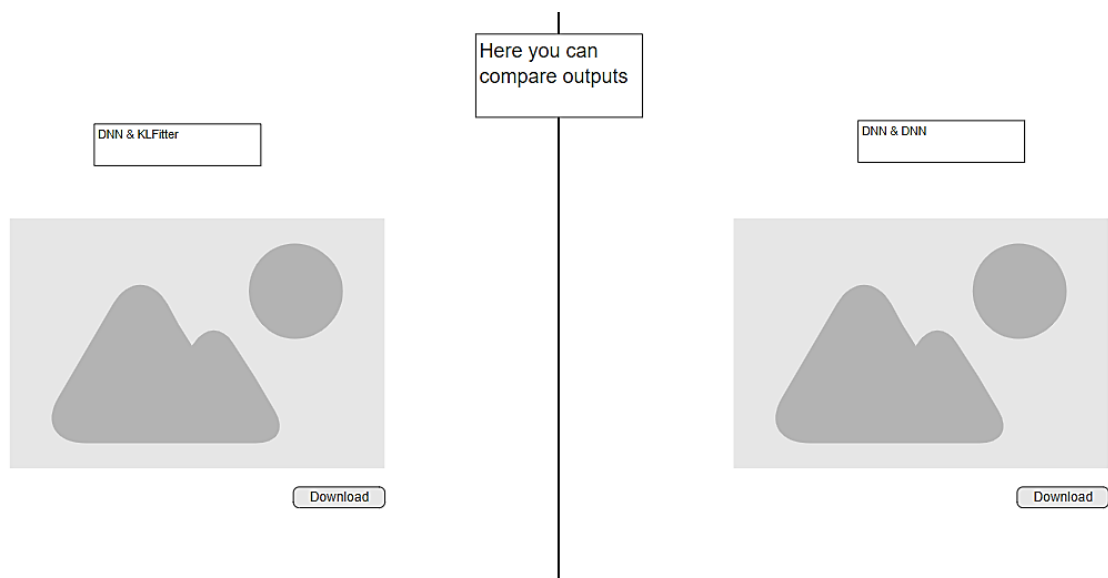 Here you can
compare outputs
DNN & KLFitter
DNN & DNN
Download
Download